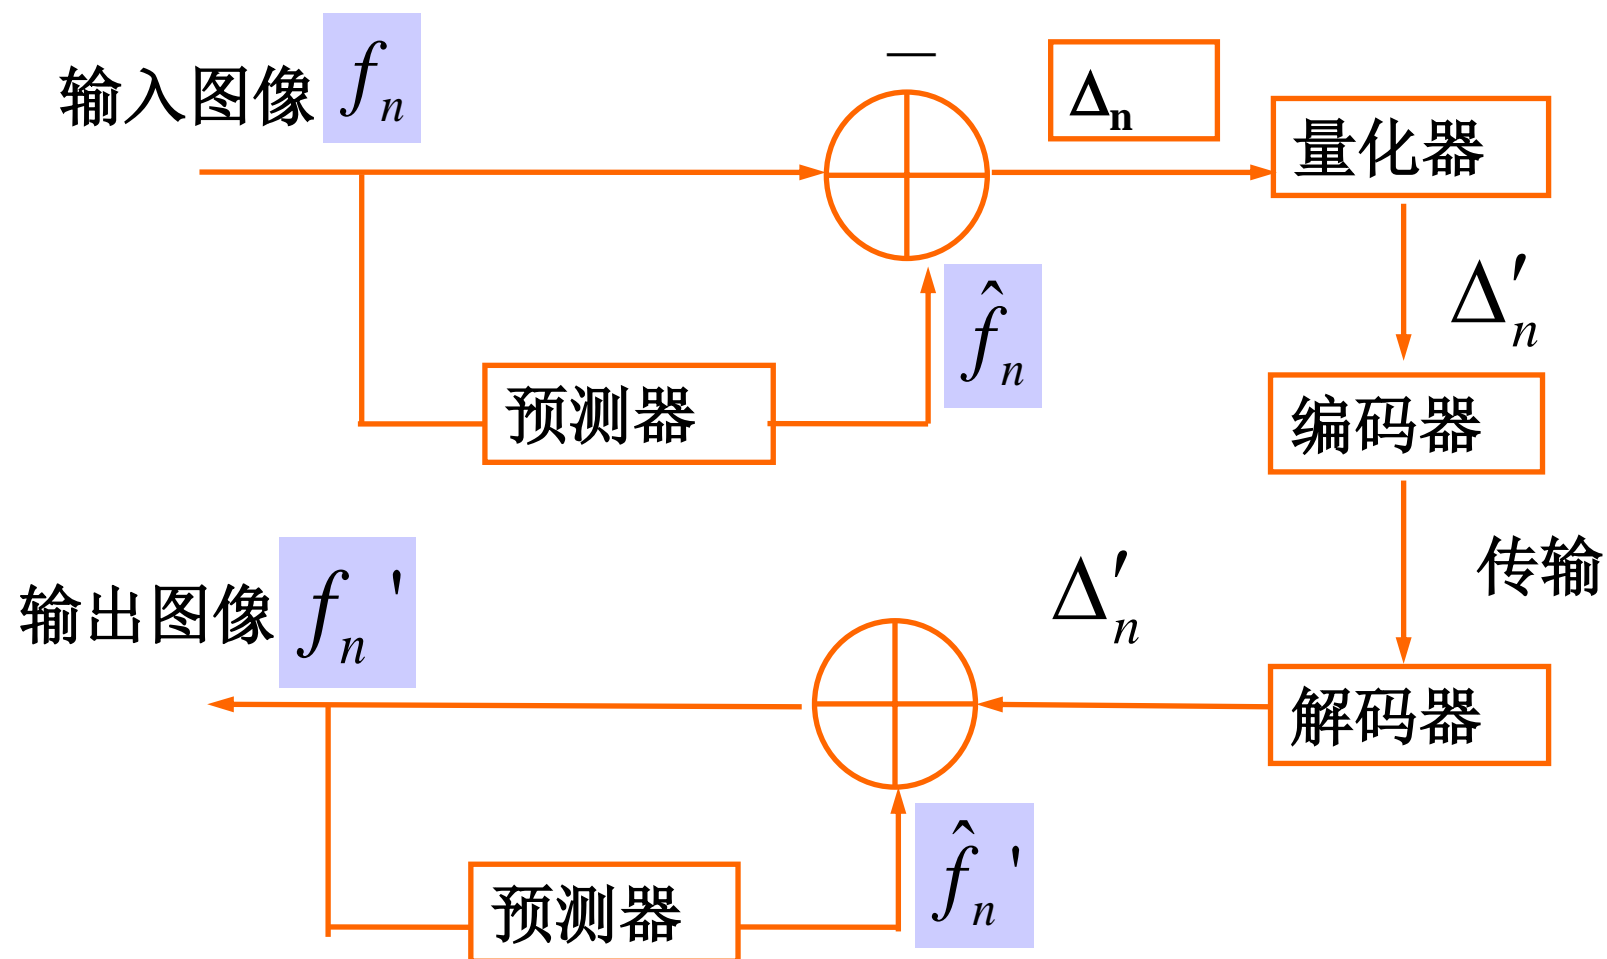 输入图像 fₙ
—
Δₙ
量化器
Δ′ₙ
f̂ₙ
预测器
编码器
传输
输出图像 fₙ'
Δ′ₙ
解码器
f̂ₙ'
预测器